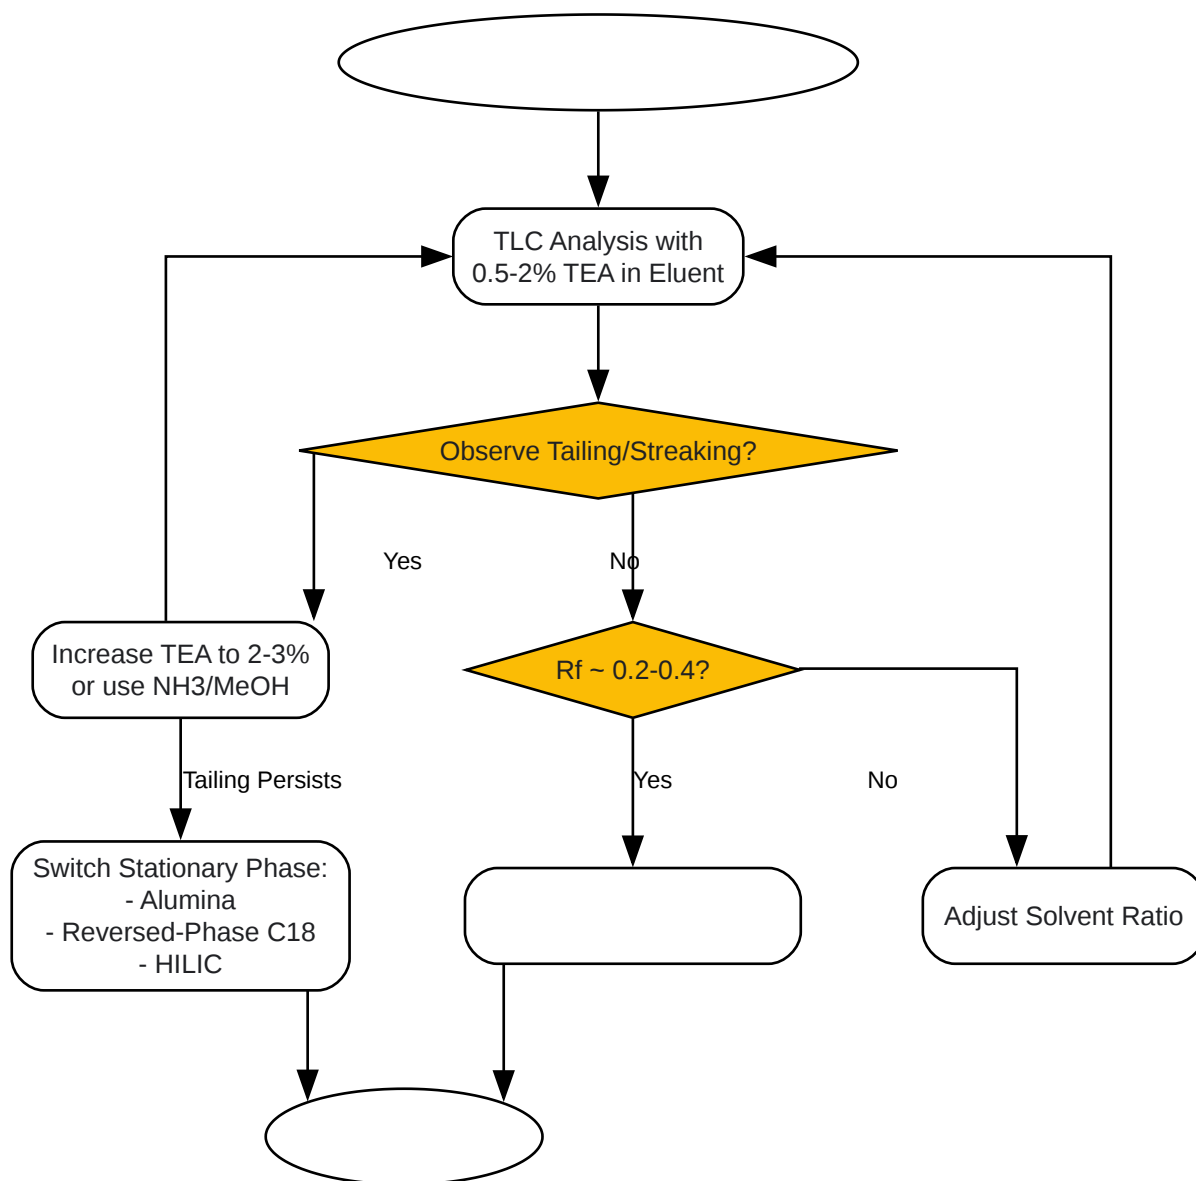 TLC Analysis with
0.5-2% TEA in Eluent
Observe Tailing/Streaking?
Yes
No
Increase TEA to 2-3%
or use NH3/MeOH
Rf ~ 0.2-0.4?
Tailing Persists
Yes
No
Switch Stationary Phase:
- Alumina
- Reversed-Phase C18
- HILIC
Adjust Solvent Ratio